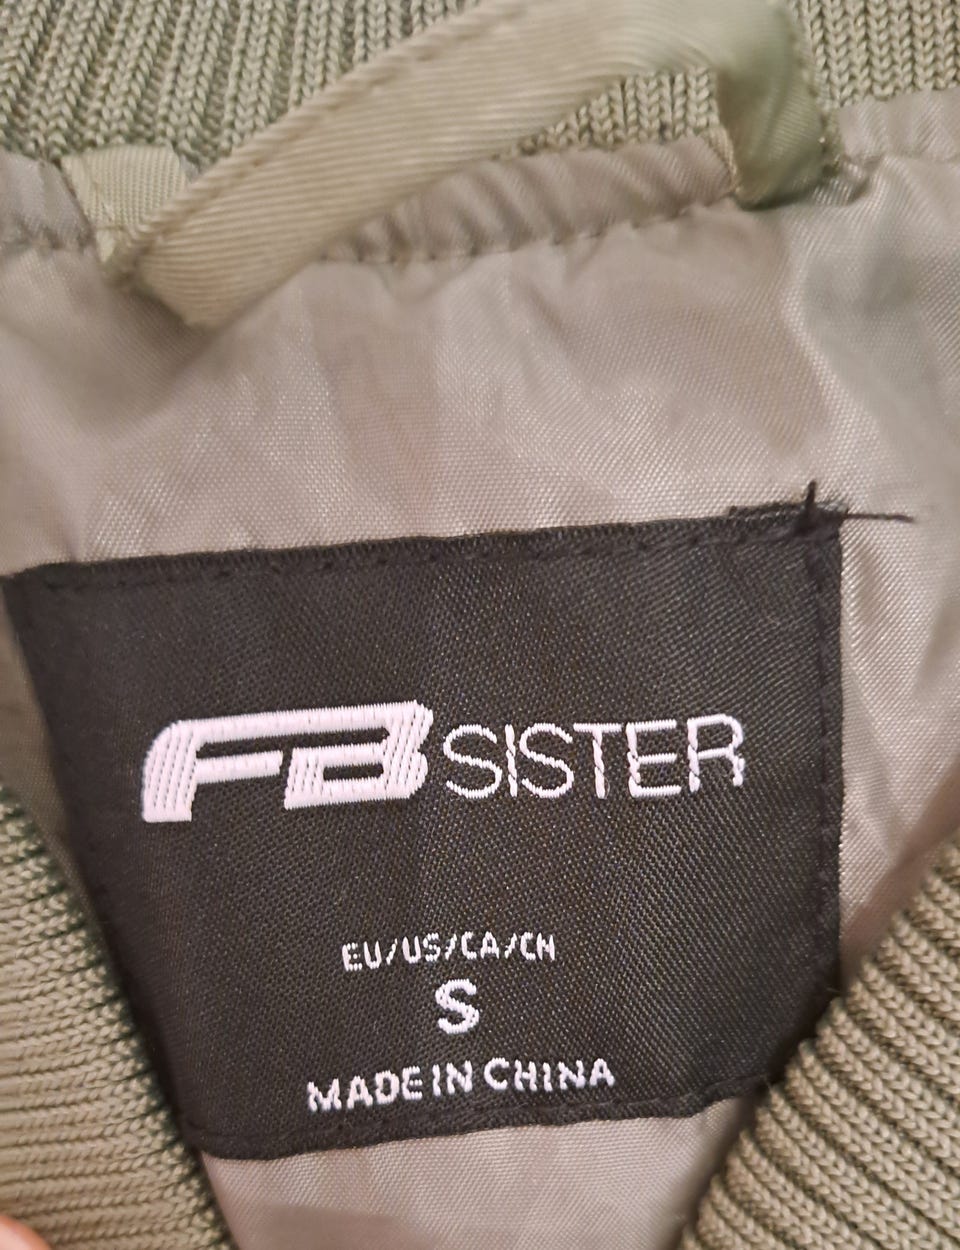 FB SISTER
EU/US/CA/CH
S
MADE IN CHINA